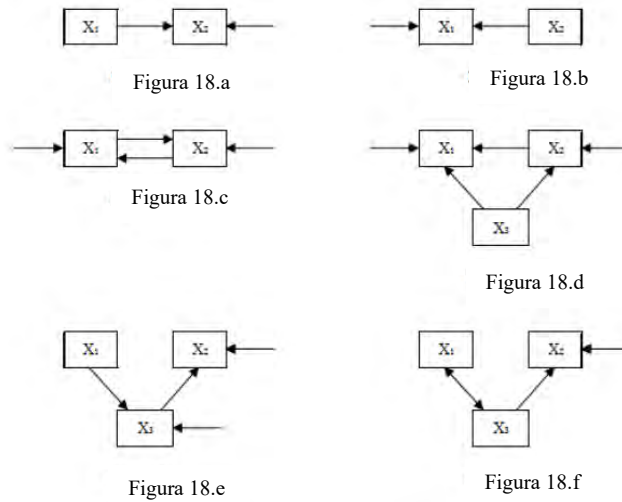 X₁ X₂ X₁ X₂
Figura 18.a Figura 18.b
X₁ X₂ X₁ X₂
Figura 18.c
X₃
Figura 18.d
X₁ X₂ X₁ X₂
X₃ X₃
Figura 18.e Figura 18.f